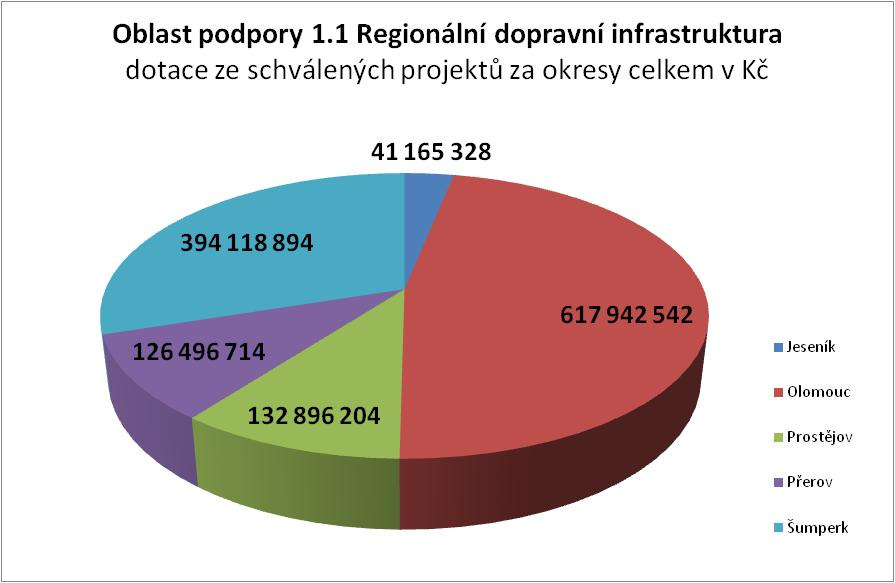 Oblast podpory 1.1 Regionální dopravní infrastruktura
dotace ze schválených projektů za okresy celkem v Kč
41 165 328
394 118 894
617 942 542
126 496 714
132 896 204
Jeseník
Olomouc
Prostějov
Přerov
Šumperk